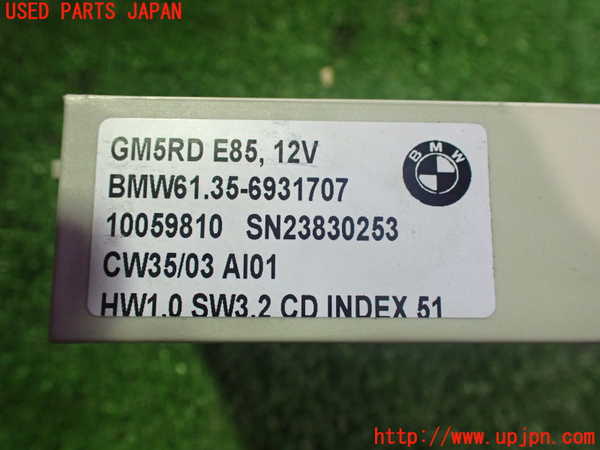 USED PARTS JAPAN
GM5RD E85, 12V
BMW
BMW61.35-6931707
10059810 SN23830253
CW35/03 AI01
HW1.0 SW3.2 CD INDEX 51
http://www.upjpn.com/